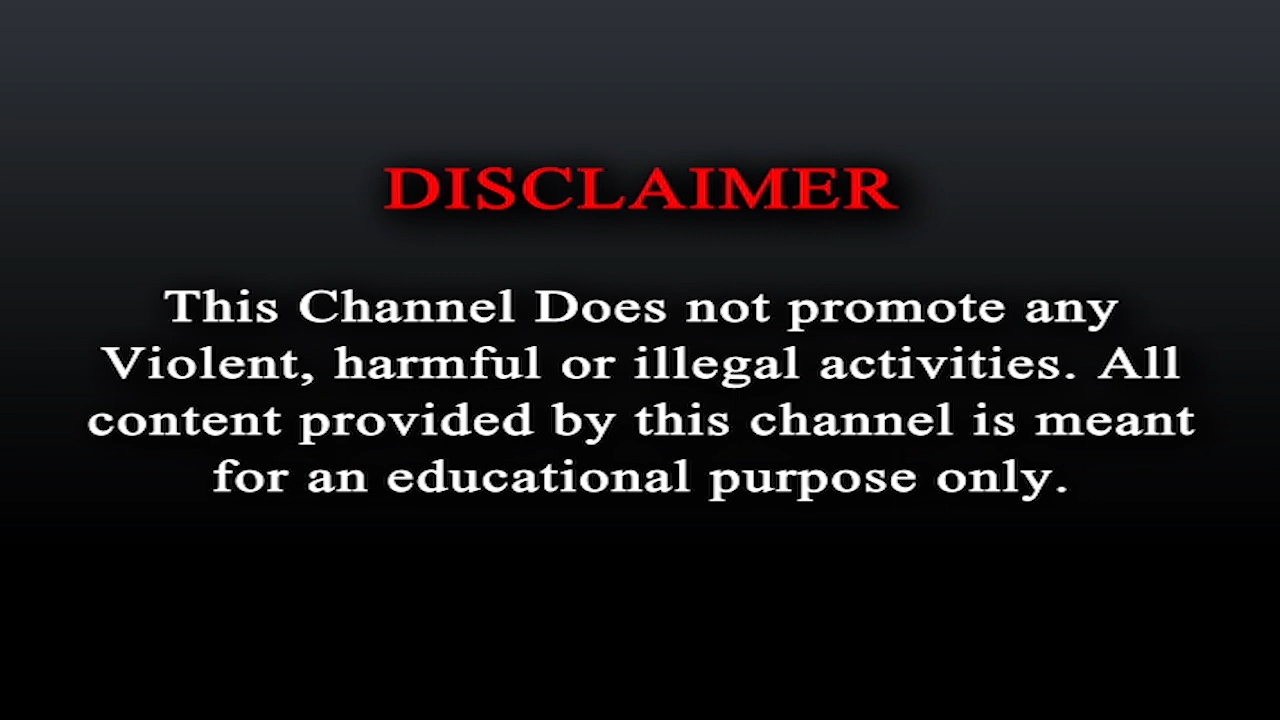 DISCLAIMER
This Channel Does not promote any
Violent, harmful or illegal activities. All
content provided by this channel is meant
for an educational purpose only.